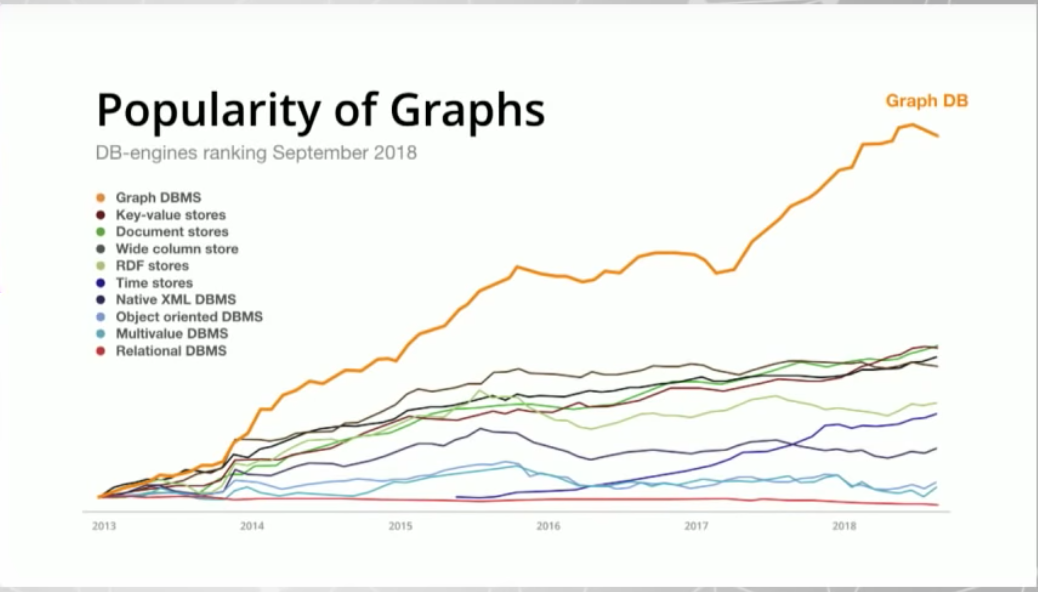 Graph DB
Popularity of Graphs
DB-engines ranking September 2018
Graph DBMS
Key-value stores
Document stores
Wide column store
RDF stores
Time stores
Native XML DBMS
Object oriented DBMS
Multivalue DBMS
Relational DBMS
2013 2014 2015 2016 2017 2018